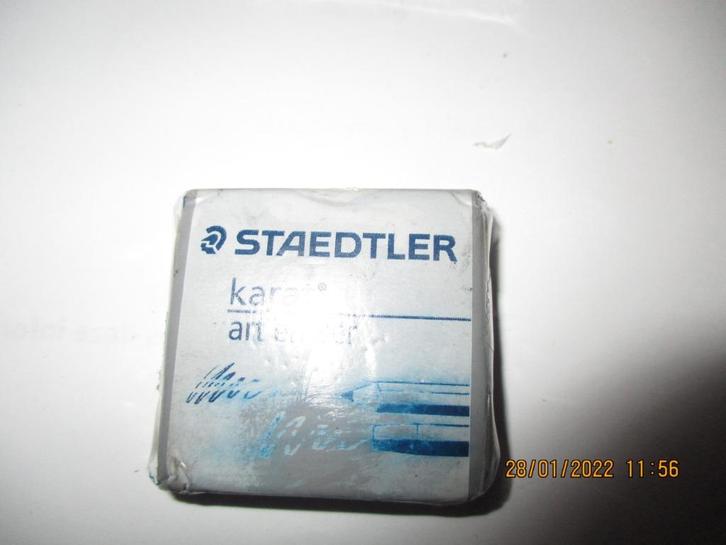 STAEDTLER
karat®
art eraser
28/01/2022 11:56